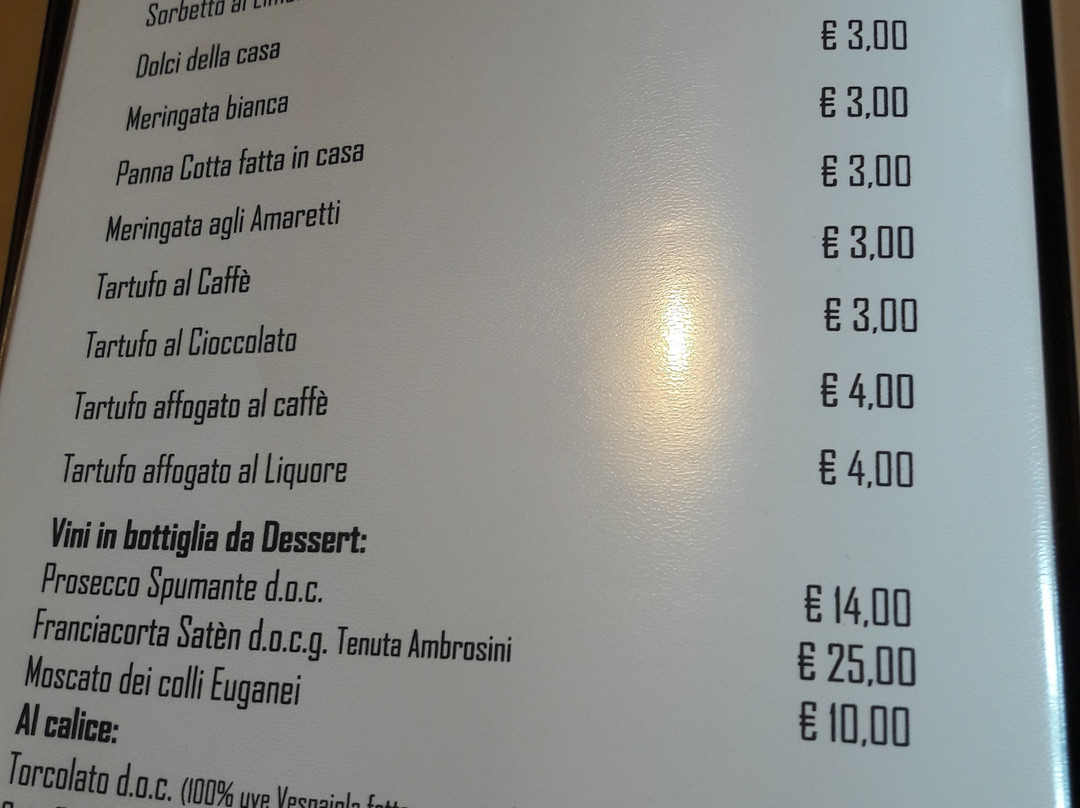 Sorbetto al
Dolci della casa
Meringata bianca € 3,00
Panna Cotta fatta in casa € 3,00
Meringata agli Amaretti € 3,00
Tartufo al Caffè € 3,00
Tartufo al Cioccolato € 3,00
Tartufo affogato al caffè € 4,00
Tartufo affogato al Liquore € 4,00
Vini in bottiglia da Dessert:
Prosecco Spumante d.o.c. € 14,00
Franciacorta Satèn d.o.c.g. Tenuta Ambrosini € 25,00
Moscato dei colli Euganei € 10,00
Al calice:
Torcolato d.o.c. (100% uve Vespaiola